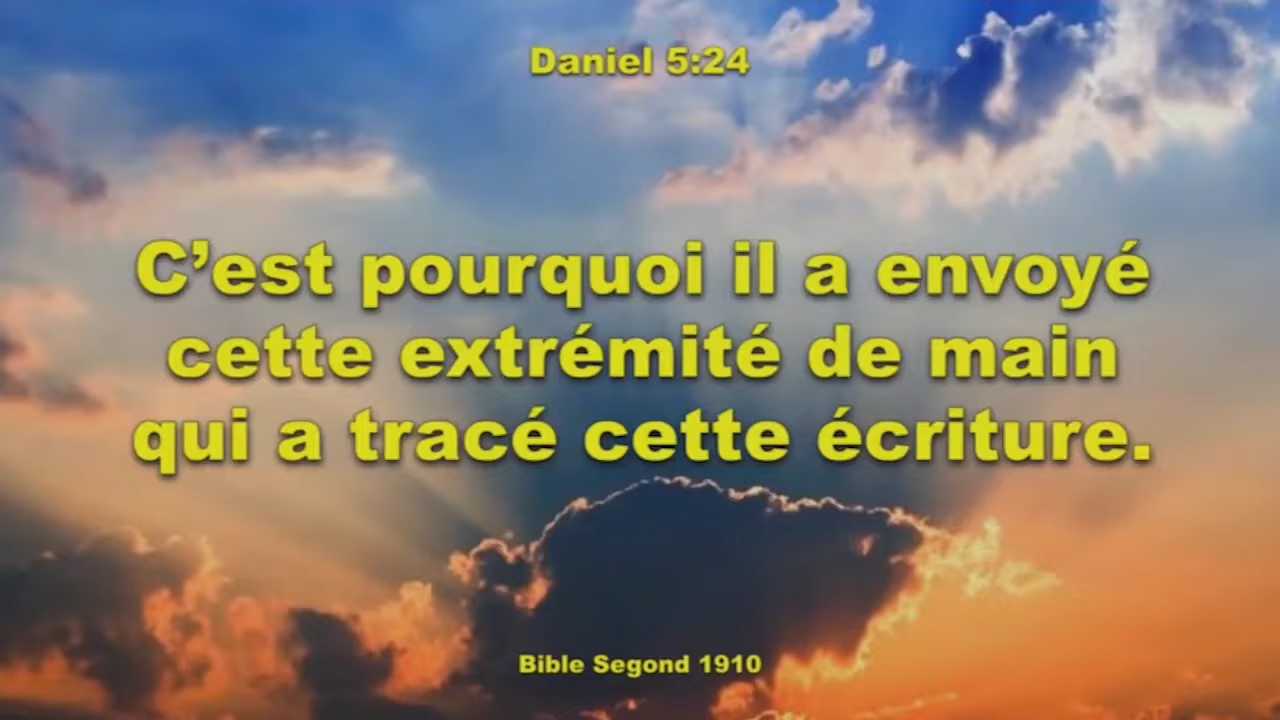 Daniel 5:24
C’est pourquoi il a envoyé
cette extrémité de main
qui a tracé cette écriture.
Bible Segond 1910